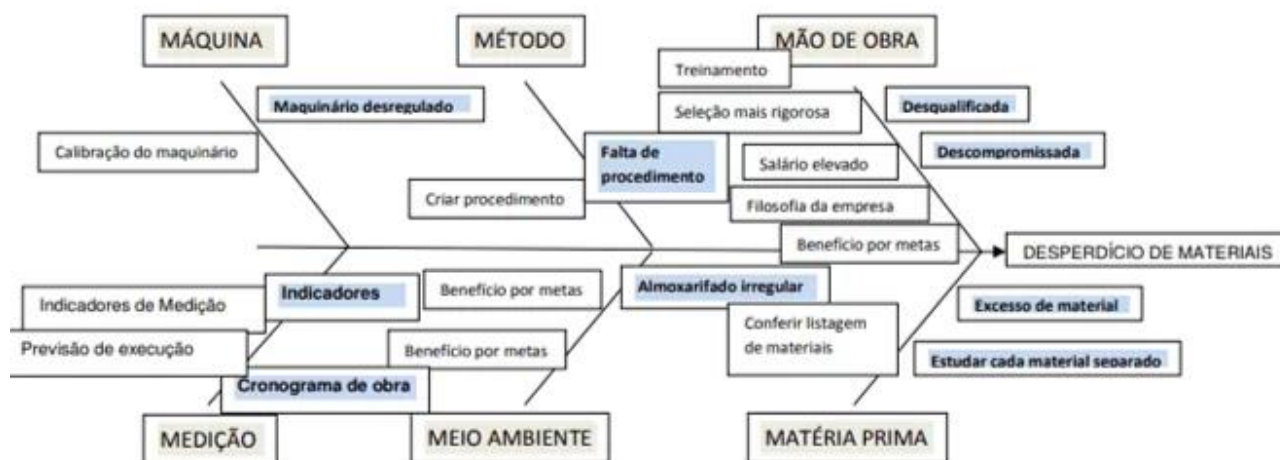 MÁQUINA
MÉTODO
MÃO DE OBRA
Treinamento
Maquinário desregulado
Seleção mais rigorosa
Desqualificada
Calibração do maquinário
Falta de
procedimento
Salário elevado
Descompromissada
Criar procedimento
Filosofia da empresa
Benefício por metas
DESPERDÍCIO DE MATERIAIS
Indicadores de Medição
Indicadores
Benefício por metas
Almoxarifado irregular
Excesso de material
Previsão de execução
Benefício por metas
Conferir listagem
de materiais
Estudar cada material separado
Cronograma de obra
MEDIÇÃO
MEIO AMBIENTE
MATÉRIA PRIMA